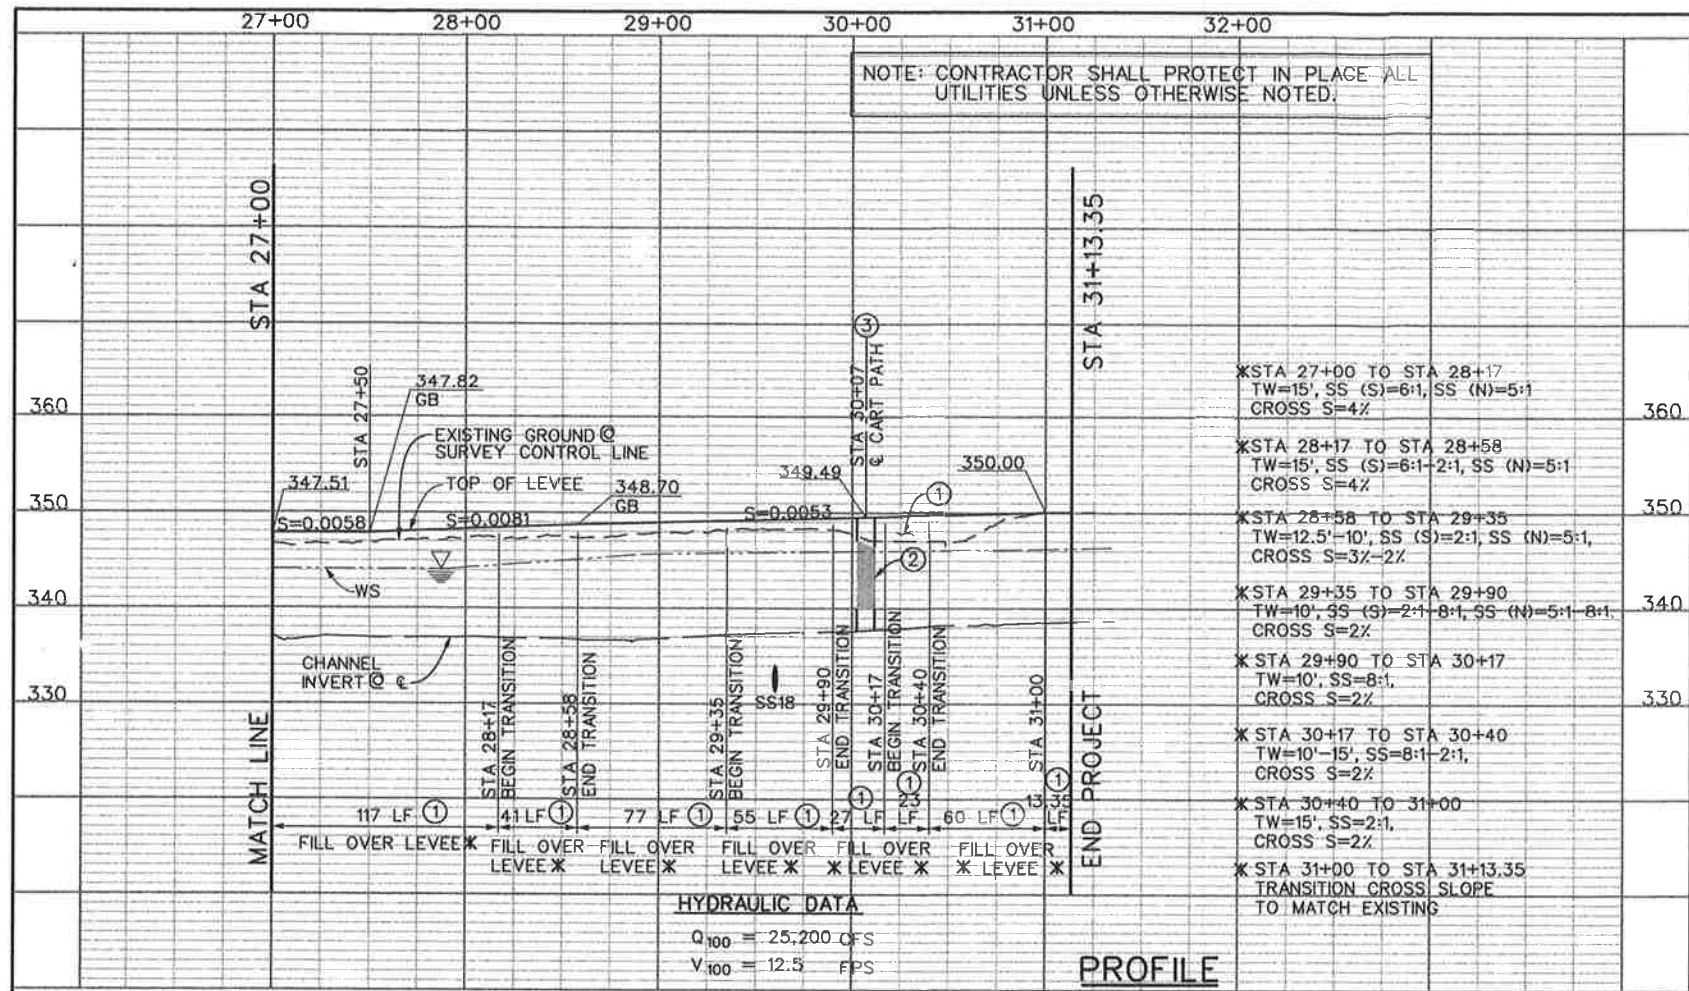 27+00 28+00 29+00 30+00 31+00 32+00
NOTE: CONTRACTOR SHALL PROTECT IN PLACE ALL
UTILITIES UNLESS OTHERWISE NOTED.
STA 27+00
STA 31+13.35
360
350
340
330
360
350
340
330
STA 27+50
347.82
GB
EXISTING GROUND @
SURVEY CONTROL LINE
TOP OF LEVEE
347.51
S=0.0058
S=0.0081
348.70
GB
S=0.0053
349.49
3
STA 30+07
℄ CART PATH
350.00
1
2
WS
CHANNEL
INVERT @ ℄
SS18
MATCH LINE
STA 28+17
BEGIN TRANSITION
STA 28+58
END TRANSITION
STA 29+35
BEGIN TRANSITION
STA 29+90
END TRANSITION
STA 30+17
BEGIN TRANSITION
STA 30+40
END TRANSITION
STA 31+00
END PROJECT
117 LF 1
41 LF 1
77 LF 1
55 LF 1
1
27 LF
1
23
LF
60 LF 1
1
13.35
LF
FILL OVER LEVEE*
FILL OVER
LEVEE*
FILL OVER
LEVEE*
FILL OVER
LEVEE*
FILL OVER
* LEVEE *
FILL OVER
* LEVEE *
*STA 27+00 TO STA 28+17
TW=15', SS (S)=6:1, SS (N)=5:1
CROSS S=4%
*STA 28+17 TO STA 28+58
TW=15', SS (S)=6:1-2:1, SS (N)=5:1
CROSS S=4%
*STA 28+58 TO STA 29+35
TW=12.5'-10', SS (S)=2:1, SS (N)=5:1,
CROSS S=3%-2%
*STA 29+35 TO STA 29+90
TW=10', SS (S)=2:1-8:1, SS (N)=5:1-8:1,
CROSS S=2%
* STA 29+90 TO STA 30+17
TW=10', SS=8:1,
CROSS S=2%
* STA 30+17 TO STA 30+40
TW=10'-15', SS=8:1-2:1,
CROSS S=2%
* STA 30+40 TO 31+00
TW=15', SS=2:1,
CROSS S=2%
* STA 31+00 TO STA 31+13.35
TRANSITION CROSS SLOPE
TO MATCH EXISTING
HYDRAULIC DATA
Q100 = 25,200 CFS
V100 = 12.5 FPS
PROFILE